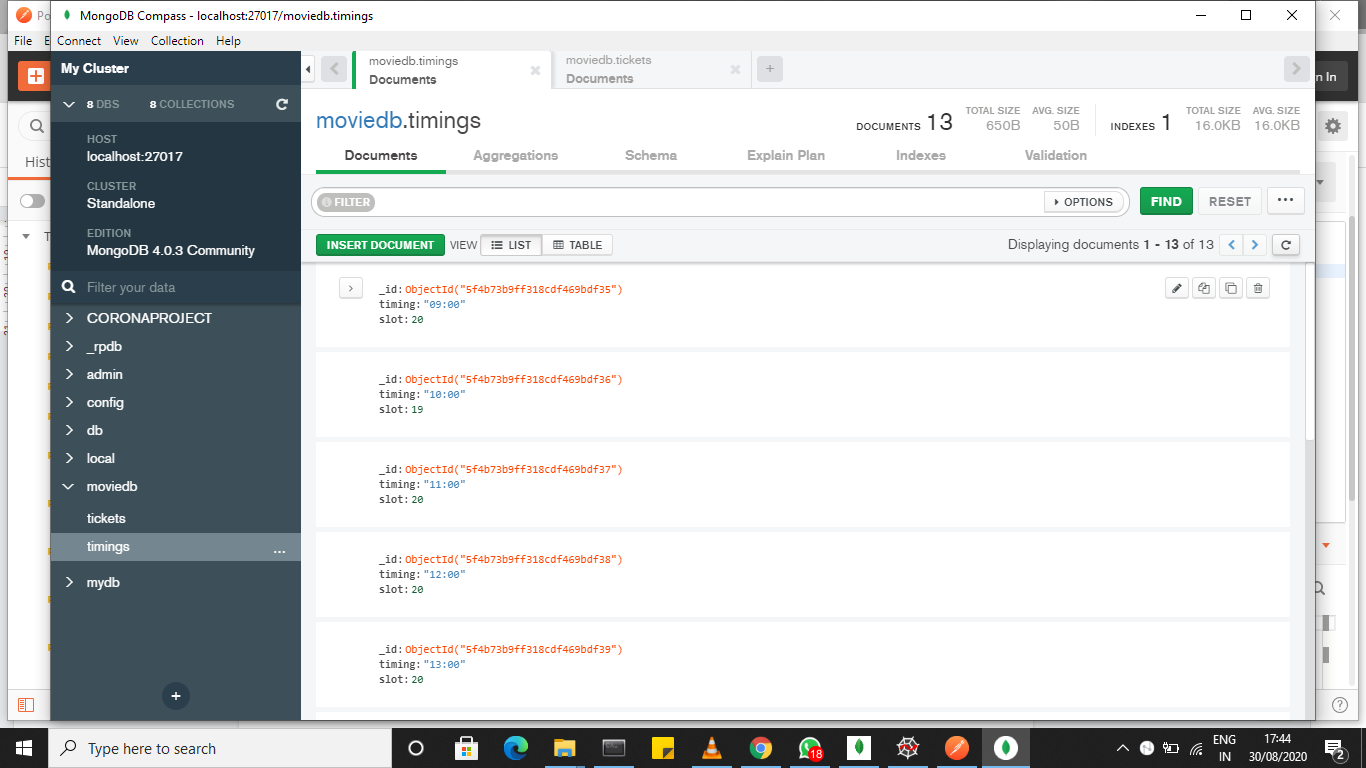 Po
MongoDB Compass - localhost:27017/moviedb.timings
File E
Connect View Collection Help
My Cluster
8 DBS 8 COLLECTIONS
HOST
localhost:27017
CLUSTER
Standalone
EDITION
MongoDB 4.0.3 Community
Filter your data
CORONAPROJECT
_rpdb
admin
config
db
local
moviedb
tickets
timings
...
mydb
Hist
T
n In
moviedb.timings
Documents
moviedb.tickets
Documents
moviedb.timings
DOCUMENTS 13
TOTAL SIZE
650B
AVG. SIZE
50B
INDEXES 1
TOTAL SIZE
16.0KB
AVG. SIZE
16.0KB
Documents Aggregations Schema Explain Plan Indexes Validation
FILTER
OPTIONS
FIND
RESET
...
INSERT DOCUMENT VIEW LIST TABLE
Displaying documents 1 - 13 of 13
_id: ObjectId("5f4b73b9ff318cdf469bdf35")
timing: "09:00"
slot: 20
_id: ObjectId("5f4b73b9ff318cdf469bdf36")
timing: "10:00"
slot: 19
_id: ObjectId("5f4b73b9ff318cdf469bdf37")
timing: "11:00"
slot: 20
_id: ObjectId("5f4b73b9ff318cdf469bdf38")
timing: "12:00"
slot: 20
_id: ObjectId("5f4b73b9ff318cdf469bdf39")
timing: "13:00"
slot: 20
Type here to search
18
ENG
IN
17:44
30/08/2020
2